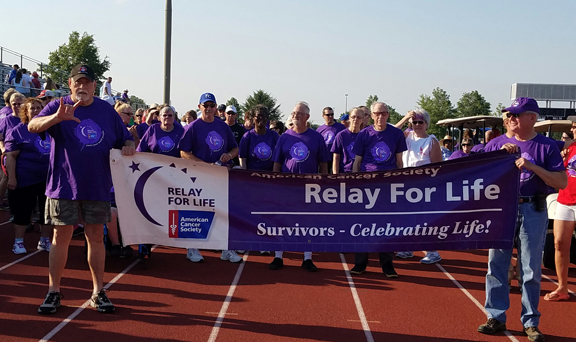 RELAY
FOR LIFE
American
Cancer
Society
American Cancer Society
Relay For Life
Survivors - Celebrating Life!